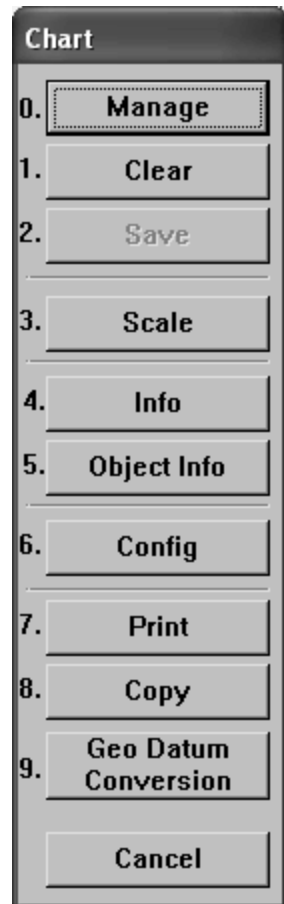 Chart
0. Manage
1. Clear
2. Save
3. Scale
4. Info
5. Object Info
6. Config
7. Print
8. Copy
9. Geo Datum
Conversion
Cancel